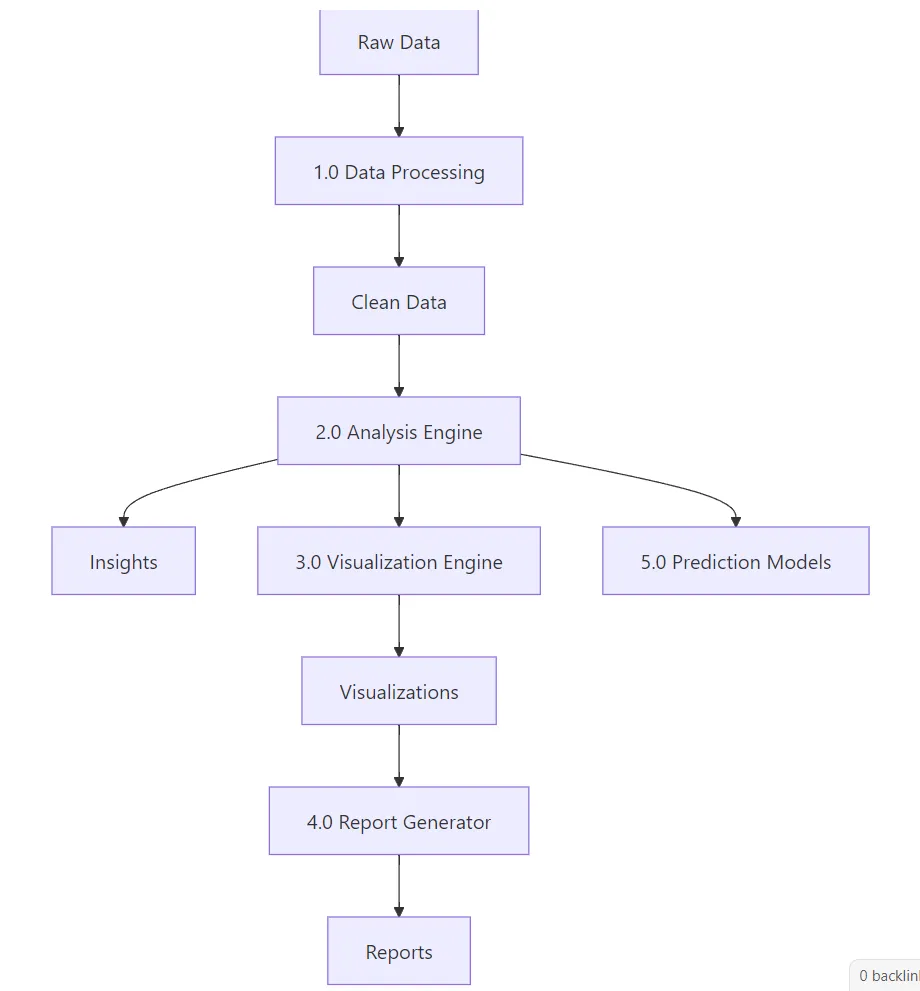 Raw Data
1.0 Data Processing
Clean Data
2.0 Analysis Engine
Insights
3.0 Visualization Engine
5.0 Prediction Models
Visualizations
4.0 Report Generator
Reports
0 backlin